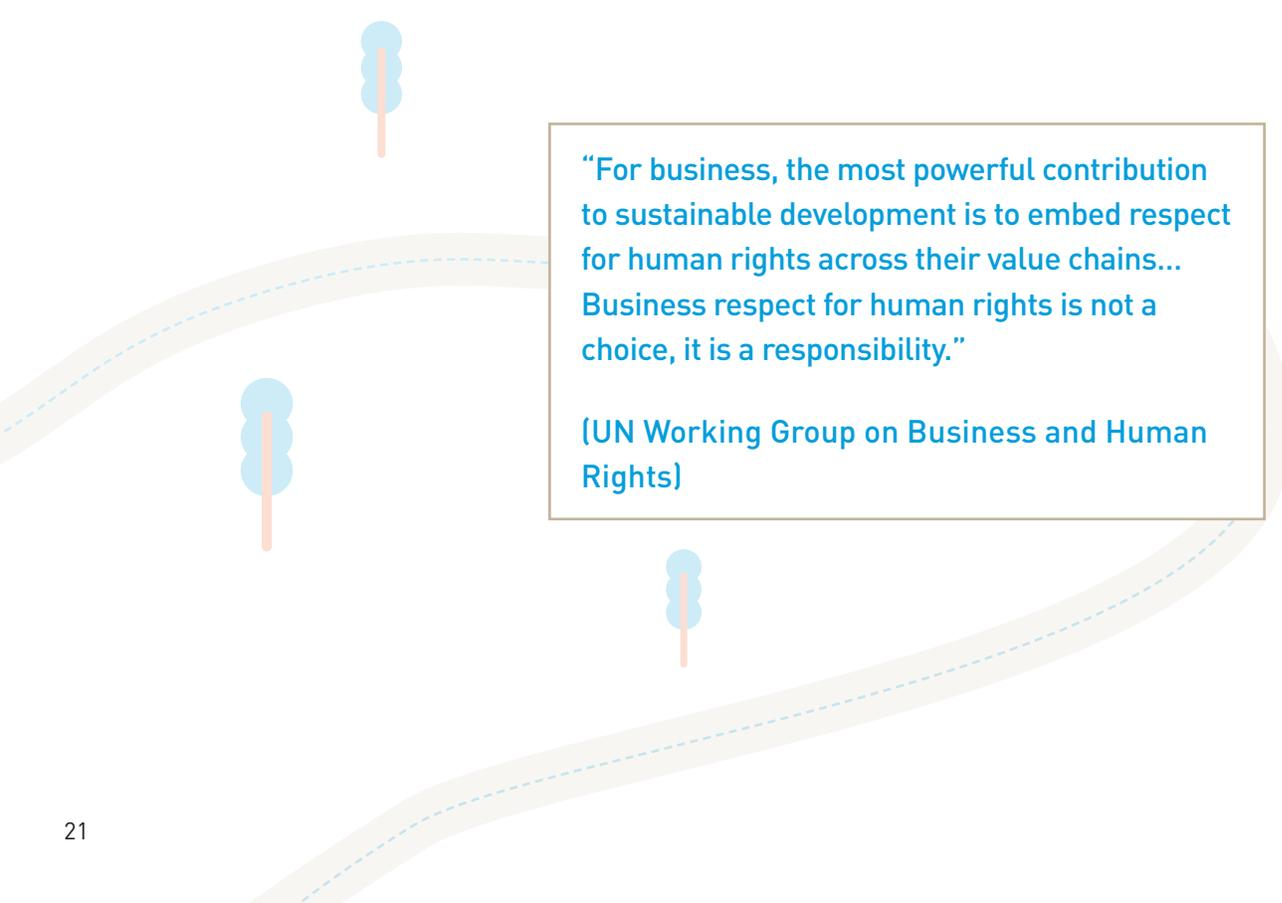 “For business, the most powerful contribution
to sustainable development is to embed respect
for human rights across their value chains...
Business respect for human rights is not a
choice, it is a responsibility.”
(UN Working Group on Business and Human
Rights)
21